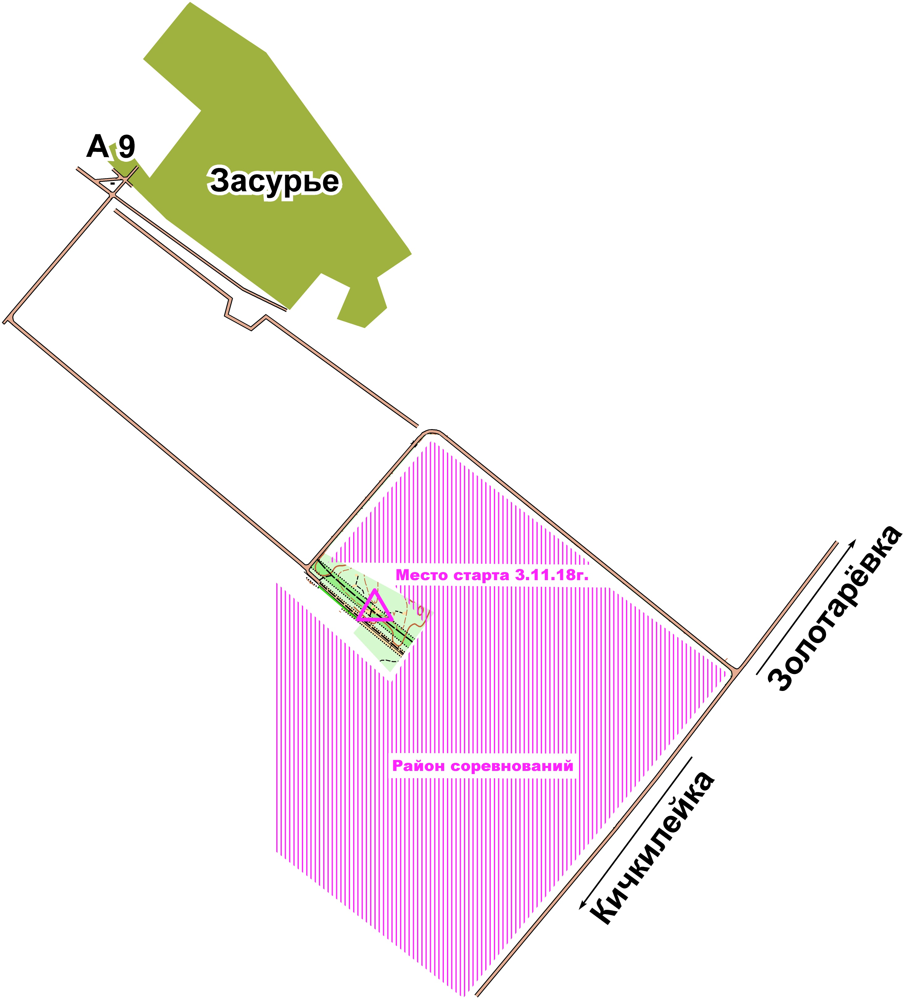 А 9
Засурье
Место старта 3.11.18г.
Золотарёвка
Район соревнований
Кичкилейка